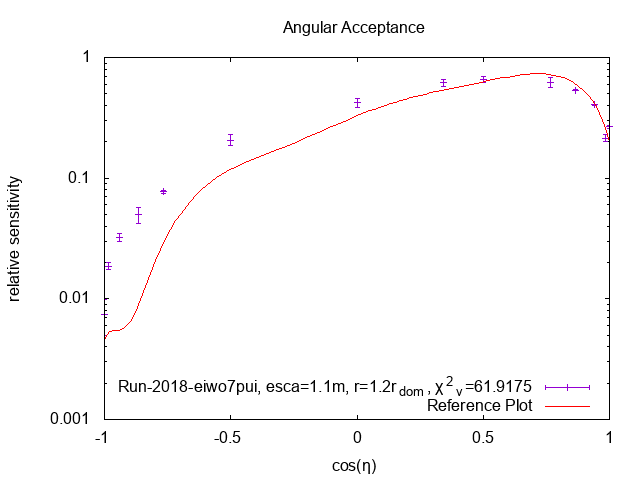 Angular Acceptance
relative sensitivity
1
0.1
0.01
0.001
Run-2018-eiwo7pui, esca=1.1m, r=1.2r_dom, χ²_ν=61.9175
Reference Plot
-1 -0.5 0 0.5 1
cos(η)